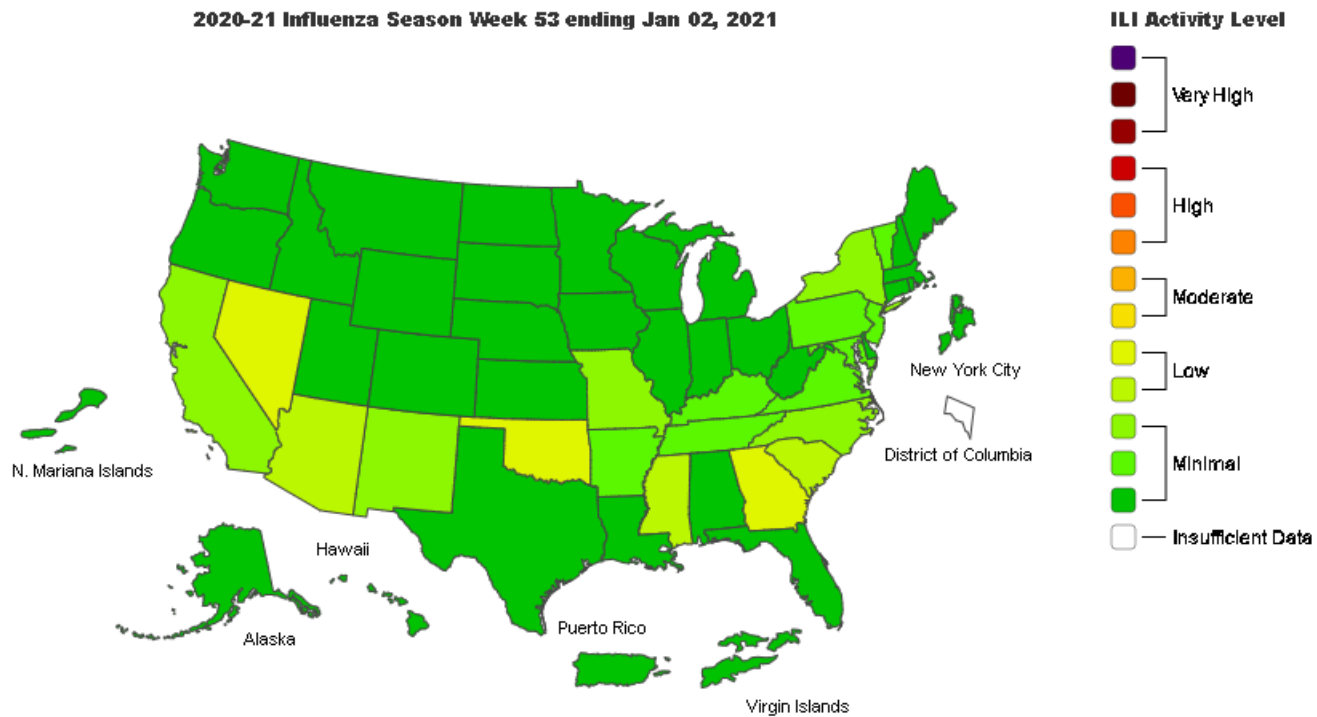 2020-21 Influenza Season Week 53 ending Jan 02, 2021
ILI Activity Level
Very High
High
Moderate
Low
Minimal
Insufficient Data
New York City
District of Columbia
N. Mariana Islands
Hawaii
Alaska
Puerto Rico
Virgin Islands